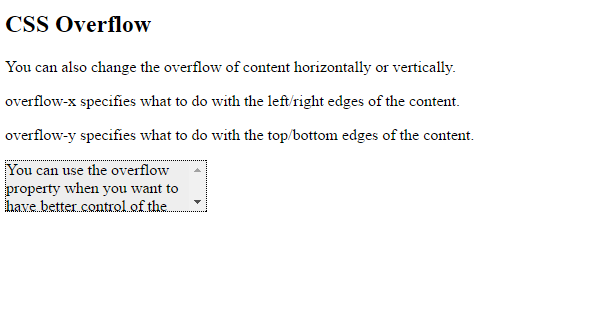 CSS Overflow
You can also change the overflow of content horizontally or vertically.
overflow-x specifies what to do with the left/right edges of the content.
overflow-y specifies what to do with the top/bottom edges of the content.
You can use the overflow
property when you want to
have better control of the